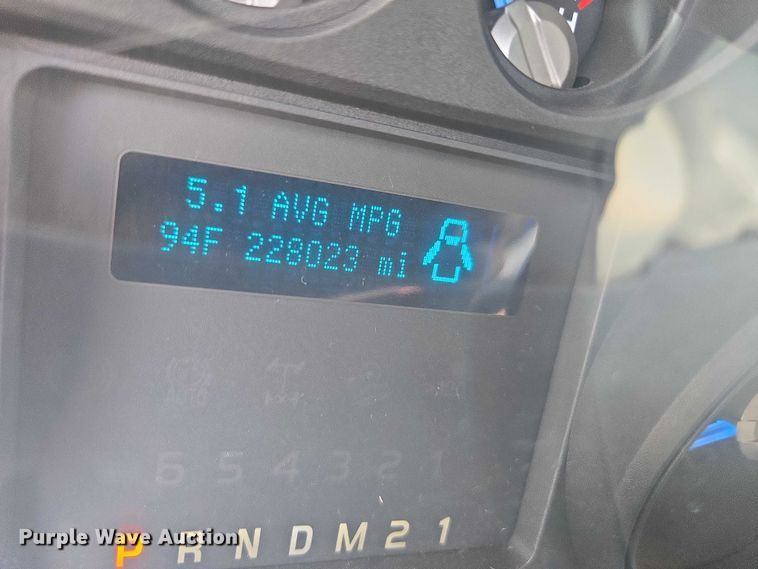 5.1 AVG MPG
94F 228023 mi
6 5 4 3 2 1
P R N D M 2 1
Purple Wave Auction